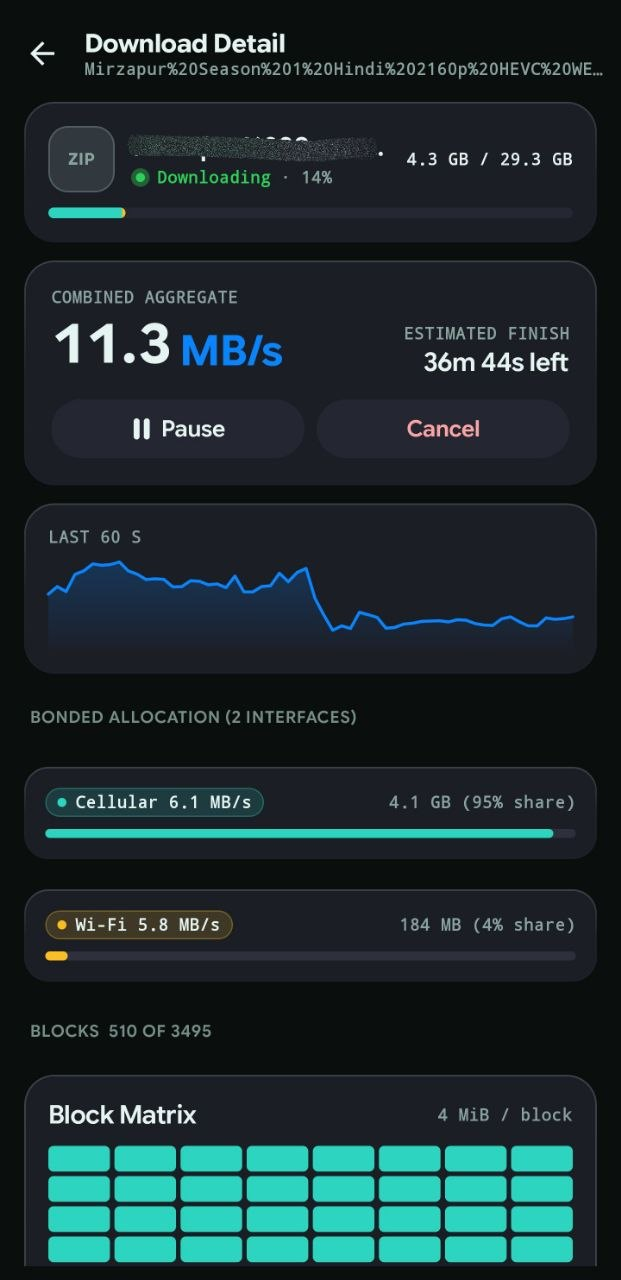 Download Detail
Mirzapur%20Season%201%20Hindi%202160p%20HEVC%20WE…
ZIP
4.3 GB / 29.3 GB
Downloading · 14%
COMBINED AGGREGATE
11.3 MB/s
ESTIMATED FINISH
36m 44s left
Pause
Cancel
LAST 60 S
BONDED ALLOCATION (2 INTERFACES)
Cellular 6.1 MB/s
4.1 GB (95% share)
Wi-Fi 5.8 MB/s
184 MB (4% share)
BLOCKS 510 OF 3495
Block Matrix
4 MiB / block